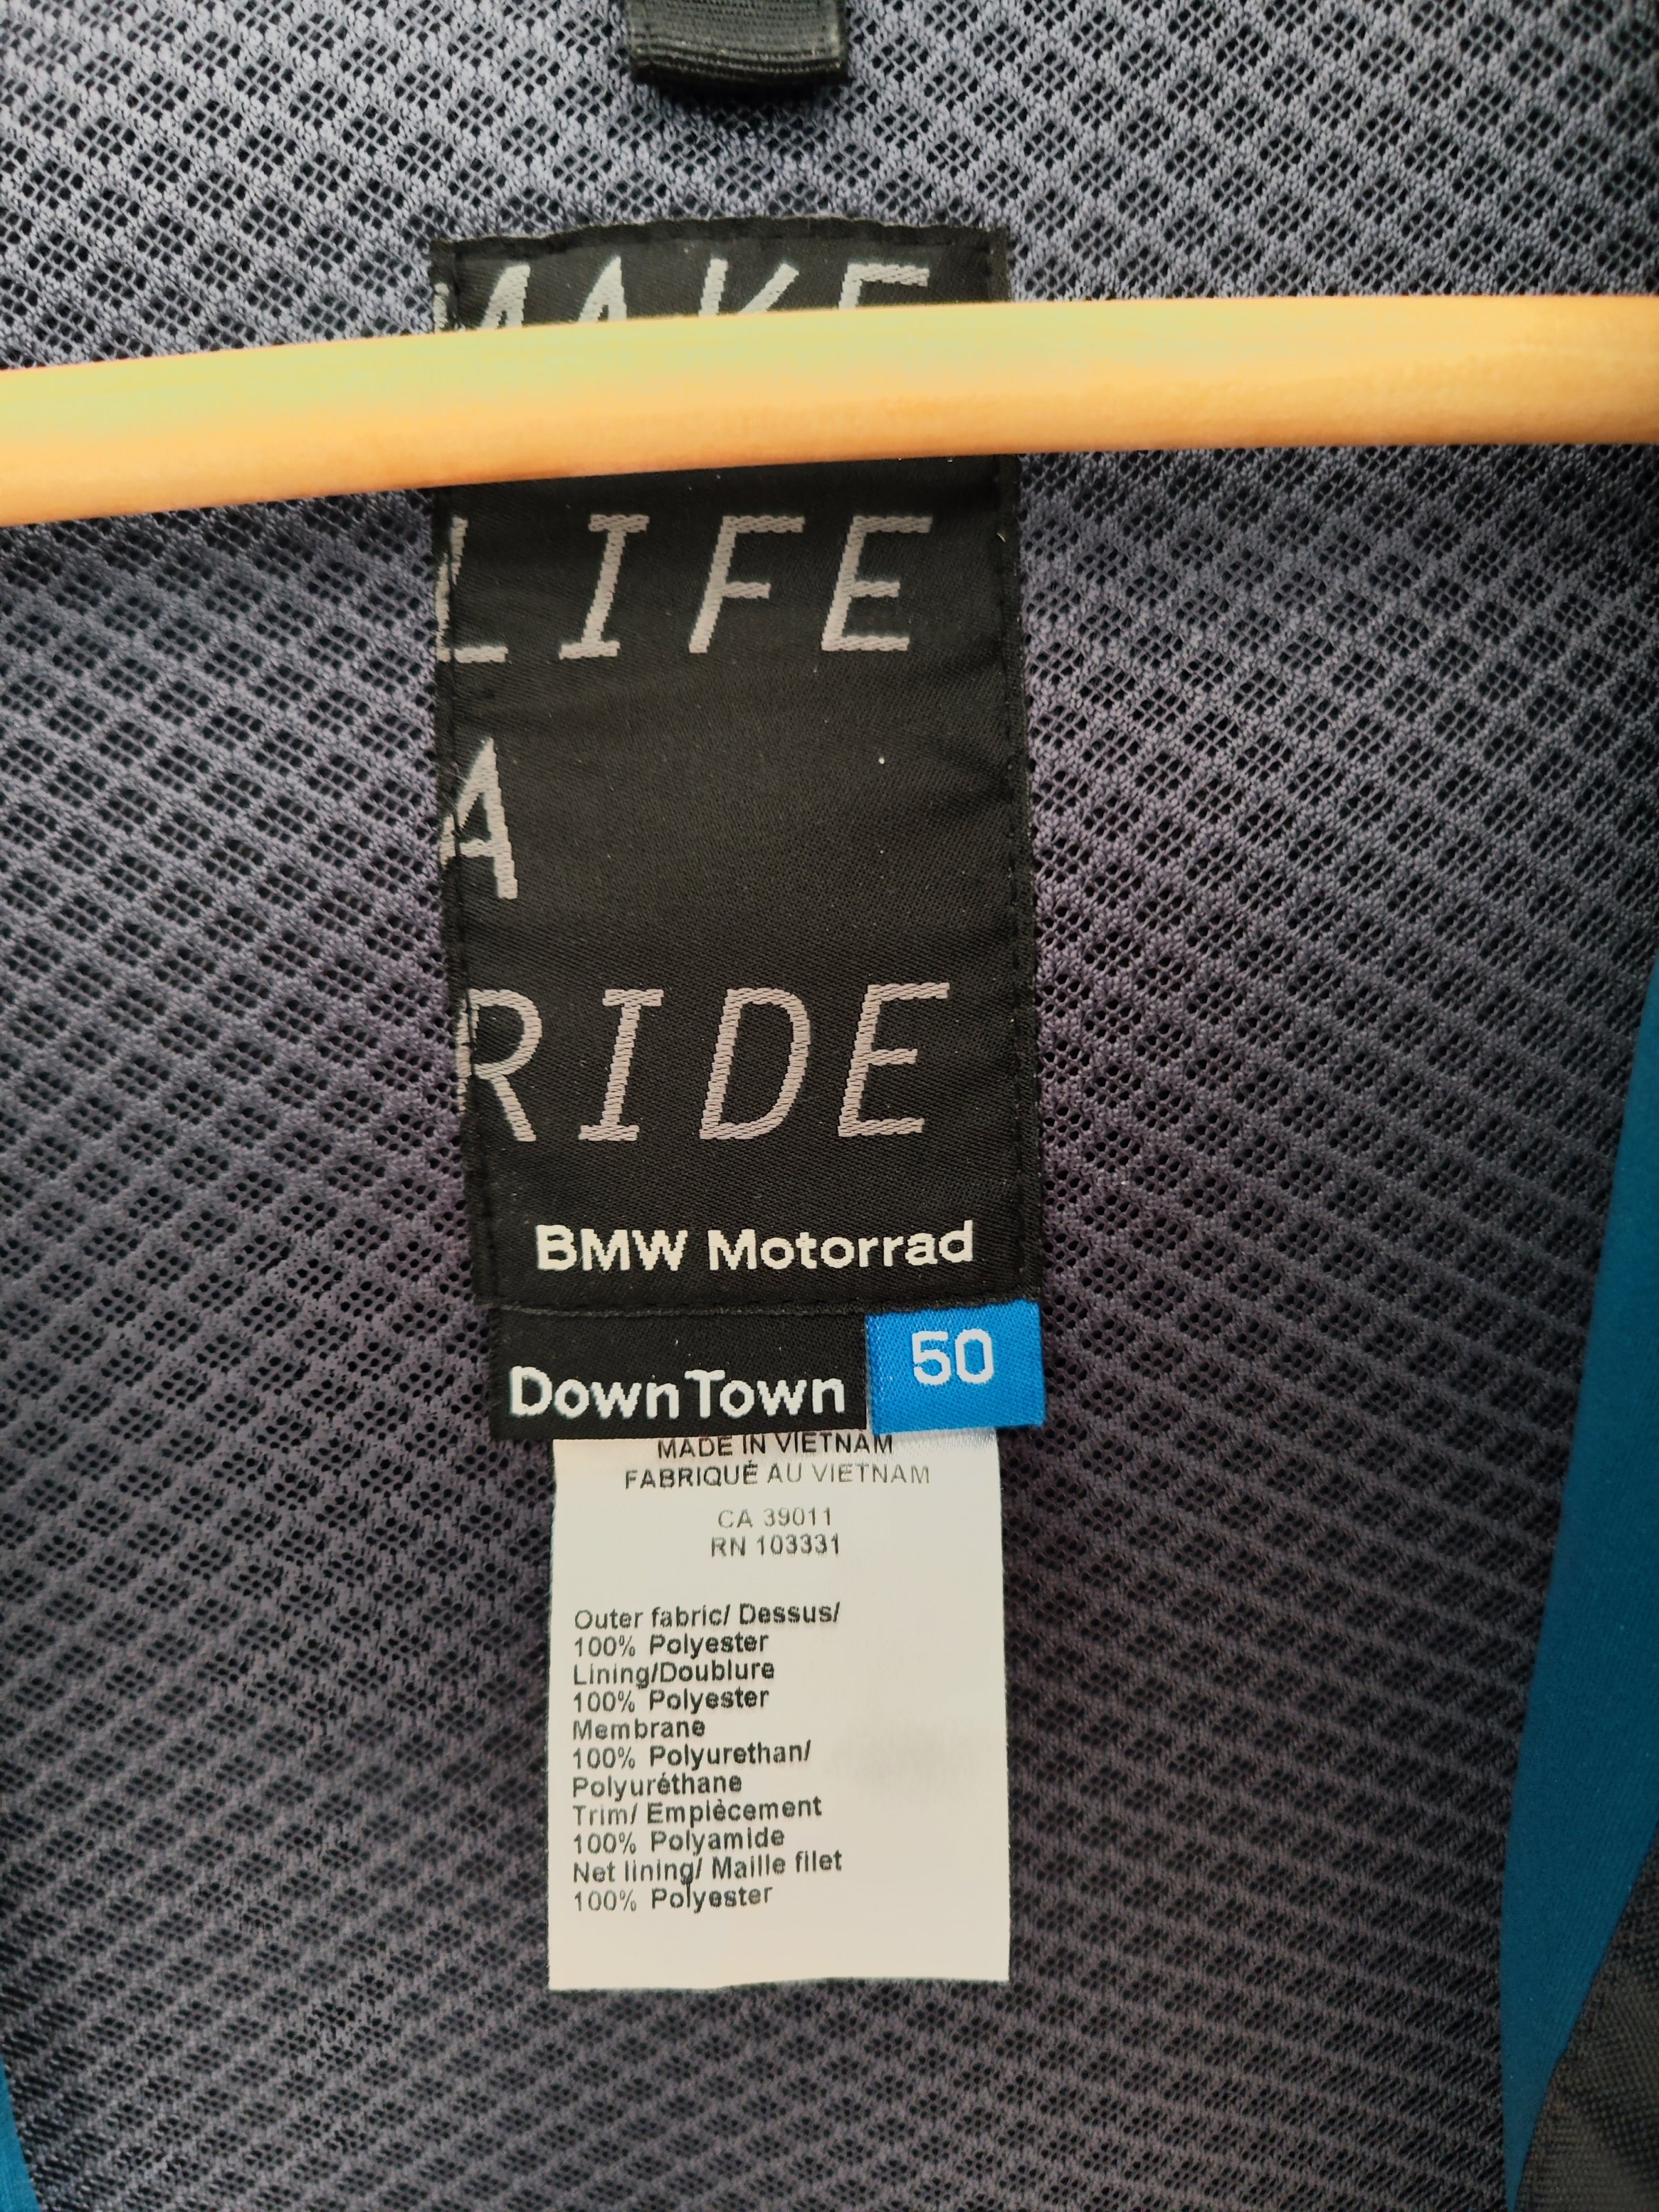 MAKE
LIFE
A
RIDE
BMW Motorrad
DownTown 50
MADE IN VIETNAM
FABRIQUÉ AU VIETNAM
CA 39011
RN 103331
Outer fabric/ Dessus/
100% Polyester
Lining/Doublure
100% Polyester
Membrane
100% Polyurethan/
Polyuréthane
Trim/ Empiècement
100% Polyamide
Net lining/ Maille filet
100% Polyester